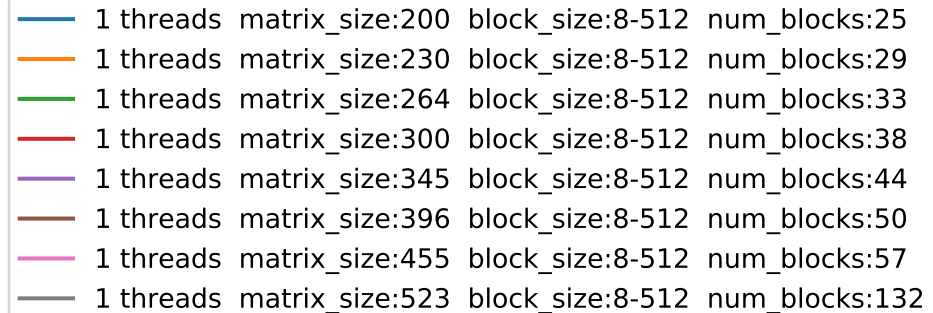 1 threads  matrix_size:200  block_size:8-512  num_blocks:25
1 threads  matrix_size:230  block_size:8-512  num_blocks:29
1 threads  matrix_size:264  block_size:8-512  num_blocks:33
1 threads  matrix_size:300  block_size:8-512  num_blocks:38
1 threads  matrix_size:345  block_size:8-512  num_blocks:44
1 threads  matrix_size:396  block_size:8-512  num_blocks:50
1 threads  matrix_size:455  block_size:8-512  num_blocks:57
1 threads  matrix_size:523  block_size:8-512  num_blocks:132